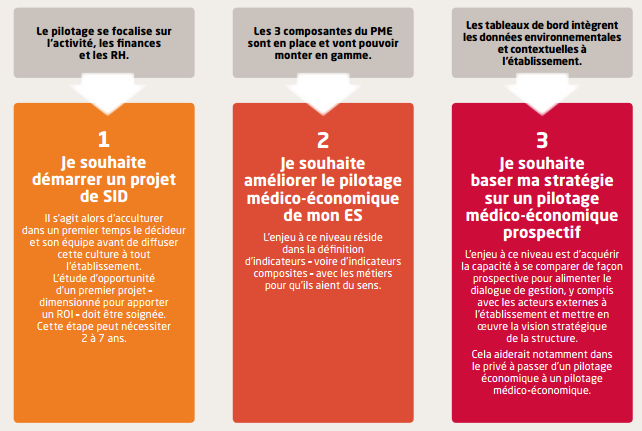 Le pilotage se focalise sur
l'activité, les finances
et les RH.
1
Je souhaite
démarrer un projet
de SID
Il s'agit alors d'acculturer
dans un premier temps le décideur
et son équipe avant de diffuser
cette culture à tout
l'établissement.
L'étude d'opportunité
d'un premier projet –
dimensionné pour apporter
un ROI – doit être soignée.
Cette étape peut nécessiter
2 à 7 ans.
Les 3 composantes du PME
sont en place et vont pouvoir
monter en gamme.
2
Je souhaite
améliorer le pilotage
médico-économique
de mon ES
L'enjeu à ce niveau réside
dans la définition
d'indicateurs – voire d'indicateurs
composites – avec les métiers
pour qu'ils aient du sens.
Les tableaux de bord intègrent
les données environnementales
et contextuelles à
l'établissement.
3
Je souhaite
baser ma stratégie
sur un pilotage
médico-économique
prospectif
L'enjeu à ce niveau est d'acquérir
la capacité à se comparer de façon
prospective pour alimenter le
dialogue de gestion, y compris
avec les acteurs externes à
l'établissement et mettre en
œuvre la vision stratégique
de la structure.
Cela aiderait notamment dans
le privé à passer d'un pilotage
économique à un pilotage
médico-économique.